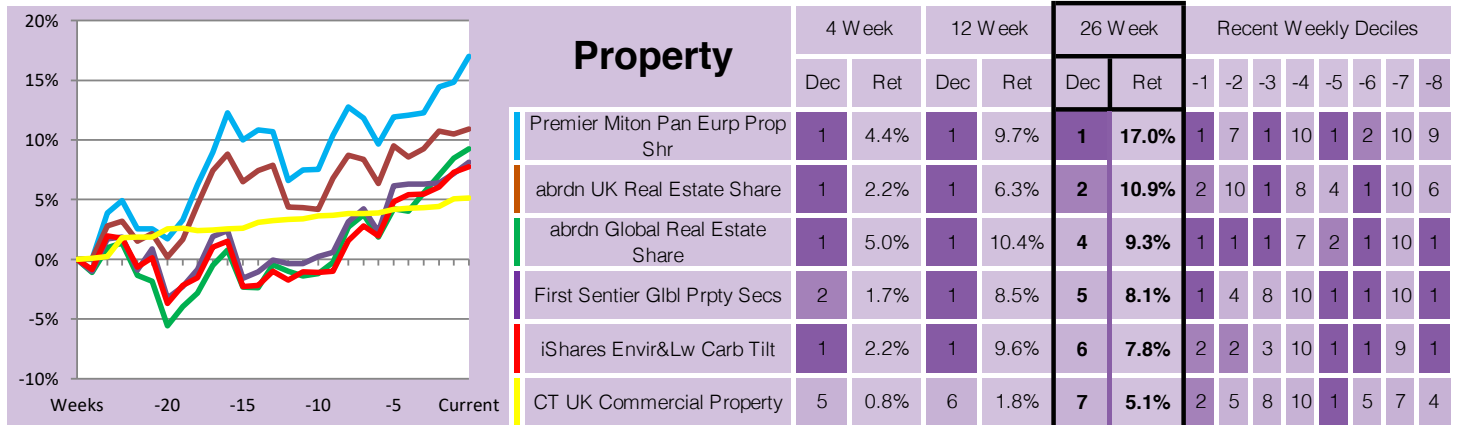 20%
15%
10%
5%
0%
-5%
-10%
Weeks -20 -15 -10 -5 Current
Property
4 Week 12 Week 26 Week Recent Weekly Deciles
Dec Ret Dec Ret Dec Ret -1 -2 -3 -4 -5 -6 -7 -8
Premier Miton Pan Eurp Prop
Shr
1 4.4% 1 9.7% 1 17.0% 1 7 1 10 1 2 10 9
abrdn UK Real Estate Share 1 2.2% 1 6.3% 2 10.9% 2 10 1 8 4 1 10 6
abrdn Global Real Estate
Share
1 5.0% 1 10.4% 4 9.3% 1 1 1 7 2 1 10 1
First Sentier Glbl Prpty Secs 2 1.7% 1 8.5% 5 8.1% 1 4 8 10 1 1 10 1
iShares Envir&Lw Carb Tilt 1 2.2% 1 9.6% 6 7.8% 2 2 3 10 1 1 9 1
CT UK Commercial Property 5 0.8% 6 1.8% 7 5.1% 2 5 8 10 1 5 7 4